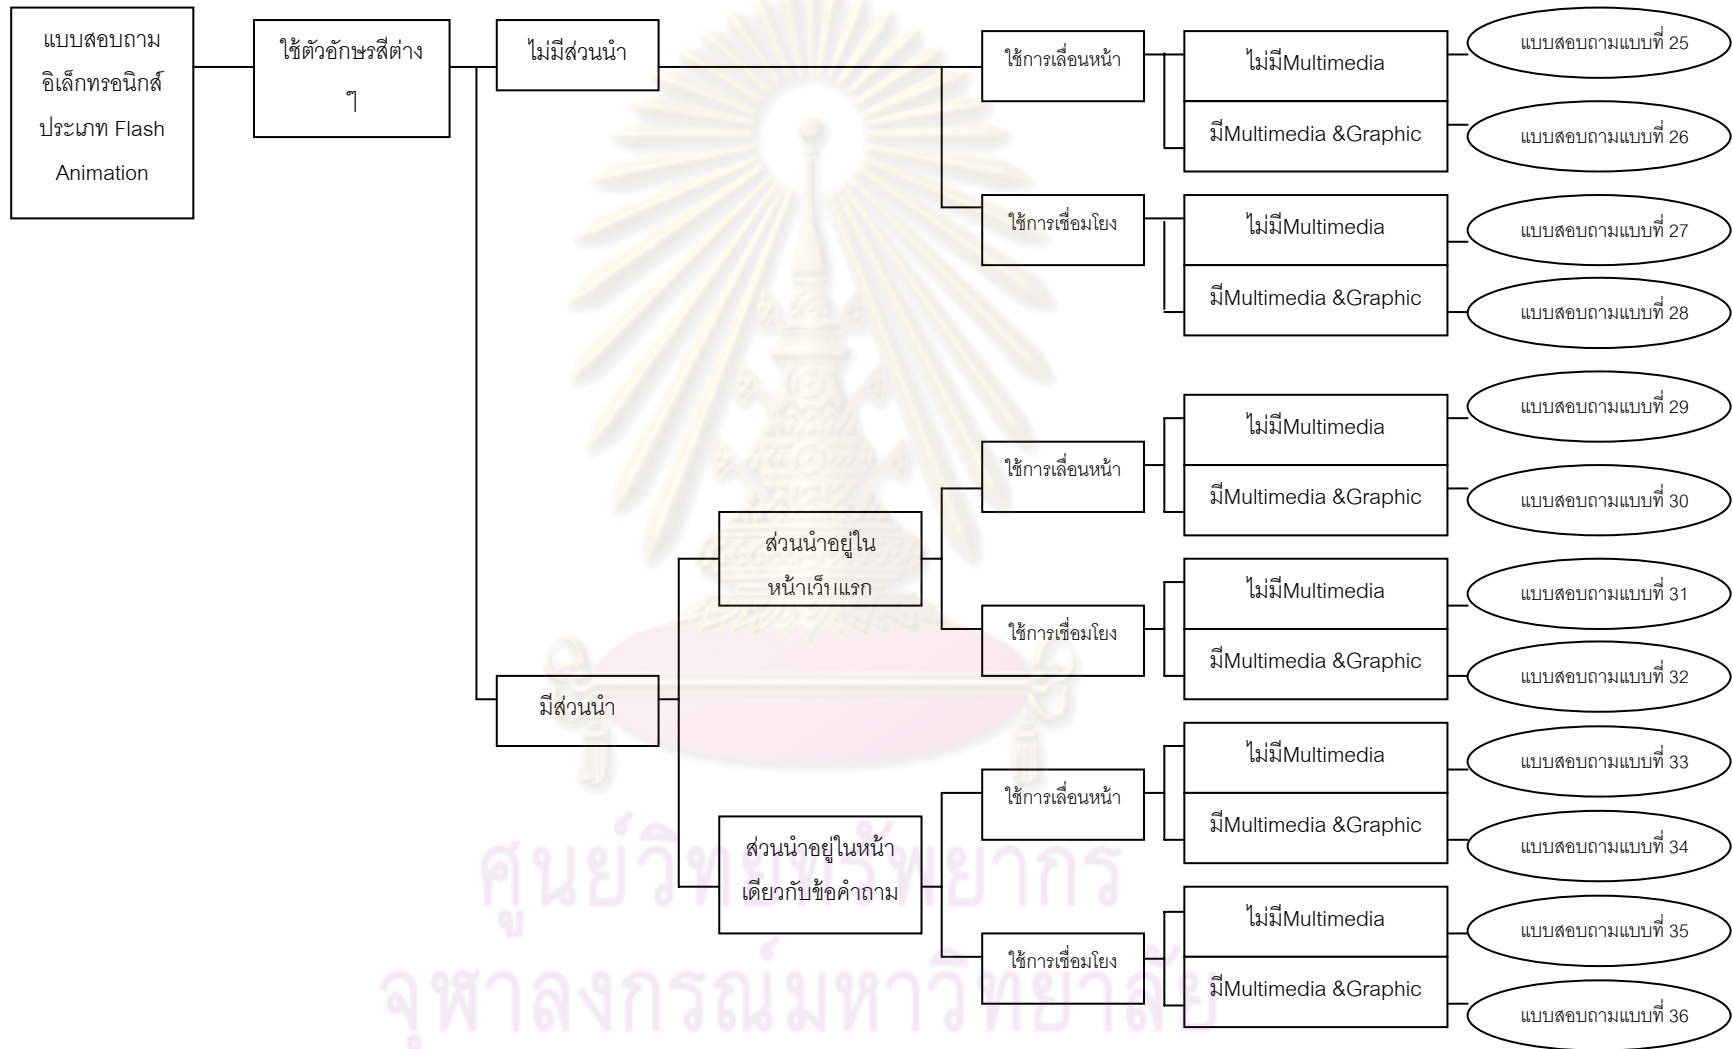 แบบสอบถาม
อิเล็กทรอนิกส์
ประเภท Flash
Animation
ใช้ตัวอักษรสีต่าง
ๆ
ไม่มีส่วนนำ
ใช้การเลื่อนหน้า
ไม่มีMultimedia
แบบสอบถามแบบที่ 25
มีMultimedia &Graphic
แบบสอบถามแบบที่ 26
ใช้การเชื่อมโยง
ไม่มีMultimedia
แบบสอบถามแบบที่ 27
มีMultimedia &Graphic
แบบสอบถามแบบที่ 28
มีส่วนนำ
ส่วนนำอยู่ใน
หน้าเว็บแรก
ใช้การเลื่อนหน้า
ไม่มีMultimedia
แบบสอบถามแบบที่ 29
มีMultimedia &Graphic
แบบสอบถามแบบที่ 30
ใช้การเชื่อมโยง
ไม่มีMultimedia
แบบสอบถามแบบที่ 31
มีMultimedia &Graphic
แบบสอบถามแบบที่ 32
ส่วนนำอยู่ในหน้า
เดียวกับข้อคำถาม
ใช้การเลื่อนหน้า
ไม่มีMultimedia
แบบสอบถามแบบที่ 33
มีMultimedia &Graphic
แบบสอบถามแบบที่ 34
ใช้การเชื่อมโยง
ไม่มีMultimedia
แบบสอบถามแบบที่ 35
มีMultimedia &Graphic
แบบสอบถามแบบที่ 36
ศูนย์วิทยทรัพยากร
จุฬาลงกรณ์มหาวิทยาลัย